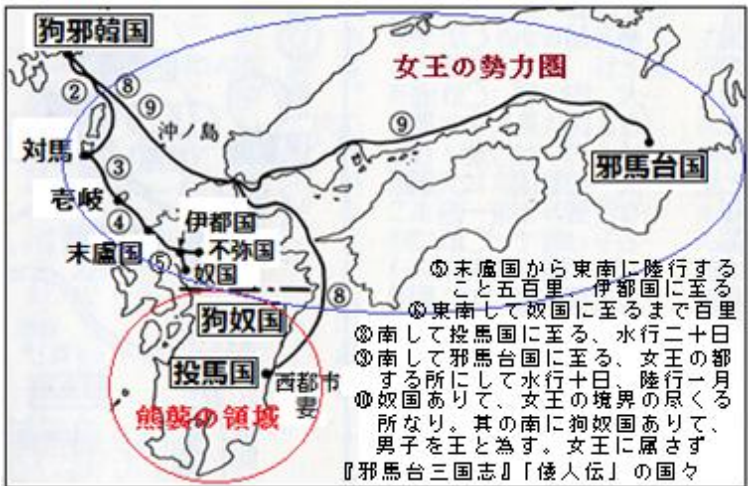 狗邪韓国
女王の勢力圏
②
⑧
⑨
沖ノ島
⑨
対馬
③
邪馬台国
壱岐
④
伊都国
末盧国
不弥国
⑤
奴国
⑧
狗奴国
投馬国
西都市
妻
熊襲の領域
⑤末盧国から東南に陸行する
こと五百里、伊都国に至る
⑥東南して奴国に至るまで百里
⑧南して投馬国に至る、水行二十日
⑨南して邪馬台国に至る、女王の都
する所にして水行十日、陸行一月
⑩奴国ありて、女王の境界の尽くる
所なり。其の南に狗奴国ありて、
男子を王と為す。女王に属さず
『邪馬台三国志』「倭人伝」の国々